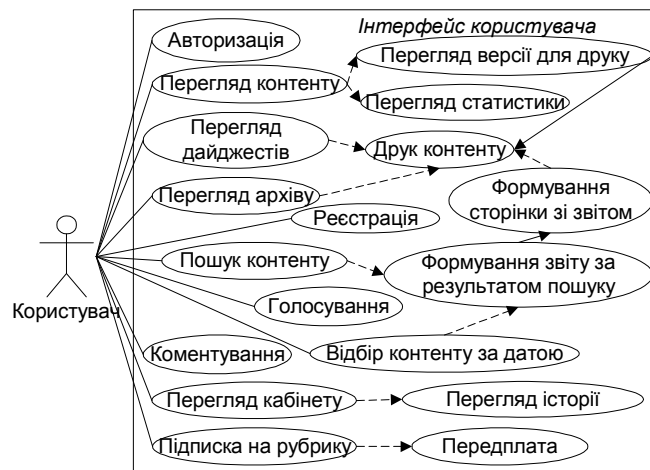 Інтерфейс користувача
Авторизація
Перегляд версії для друку
Перегляд контенту
Перегляд статистики
Перегляд
дайджестів
Друк контенту
Перегляд архіву
Формування
сторінки зі звітом
Реєстрація
Пошук контенту
Формування звіту за
результатом пошуку
Користувач
Голосування
Коментування
Відбір контенту за датою
Перегляд кабінету
Перегляд історії
Підписка на рубрику
Передплата